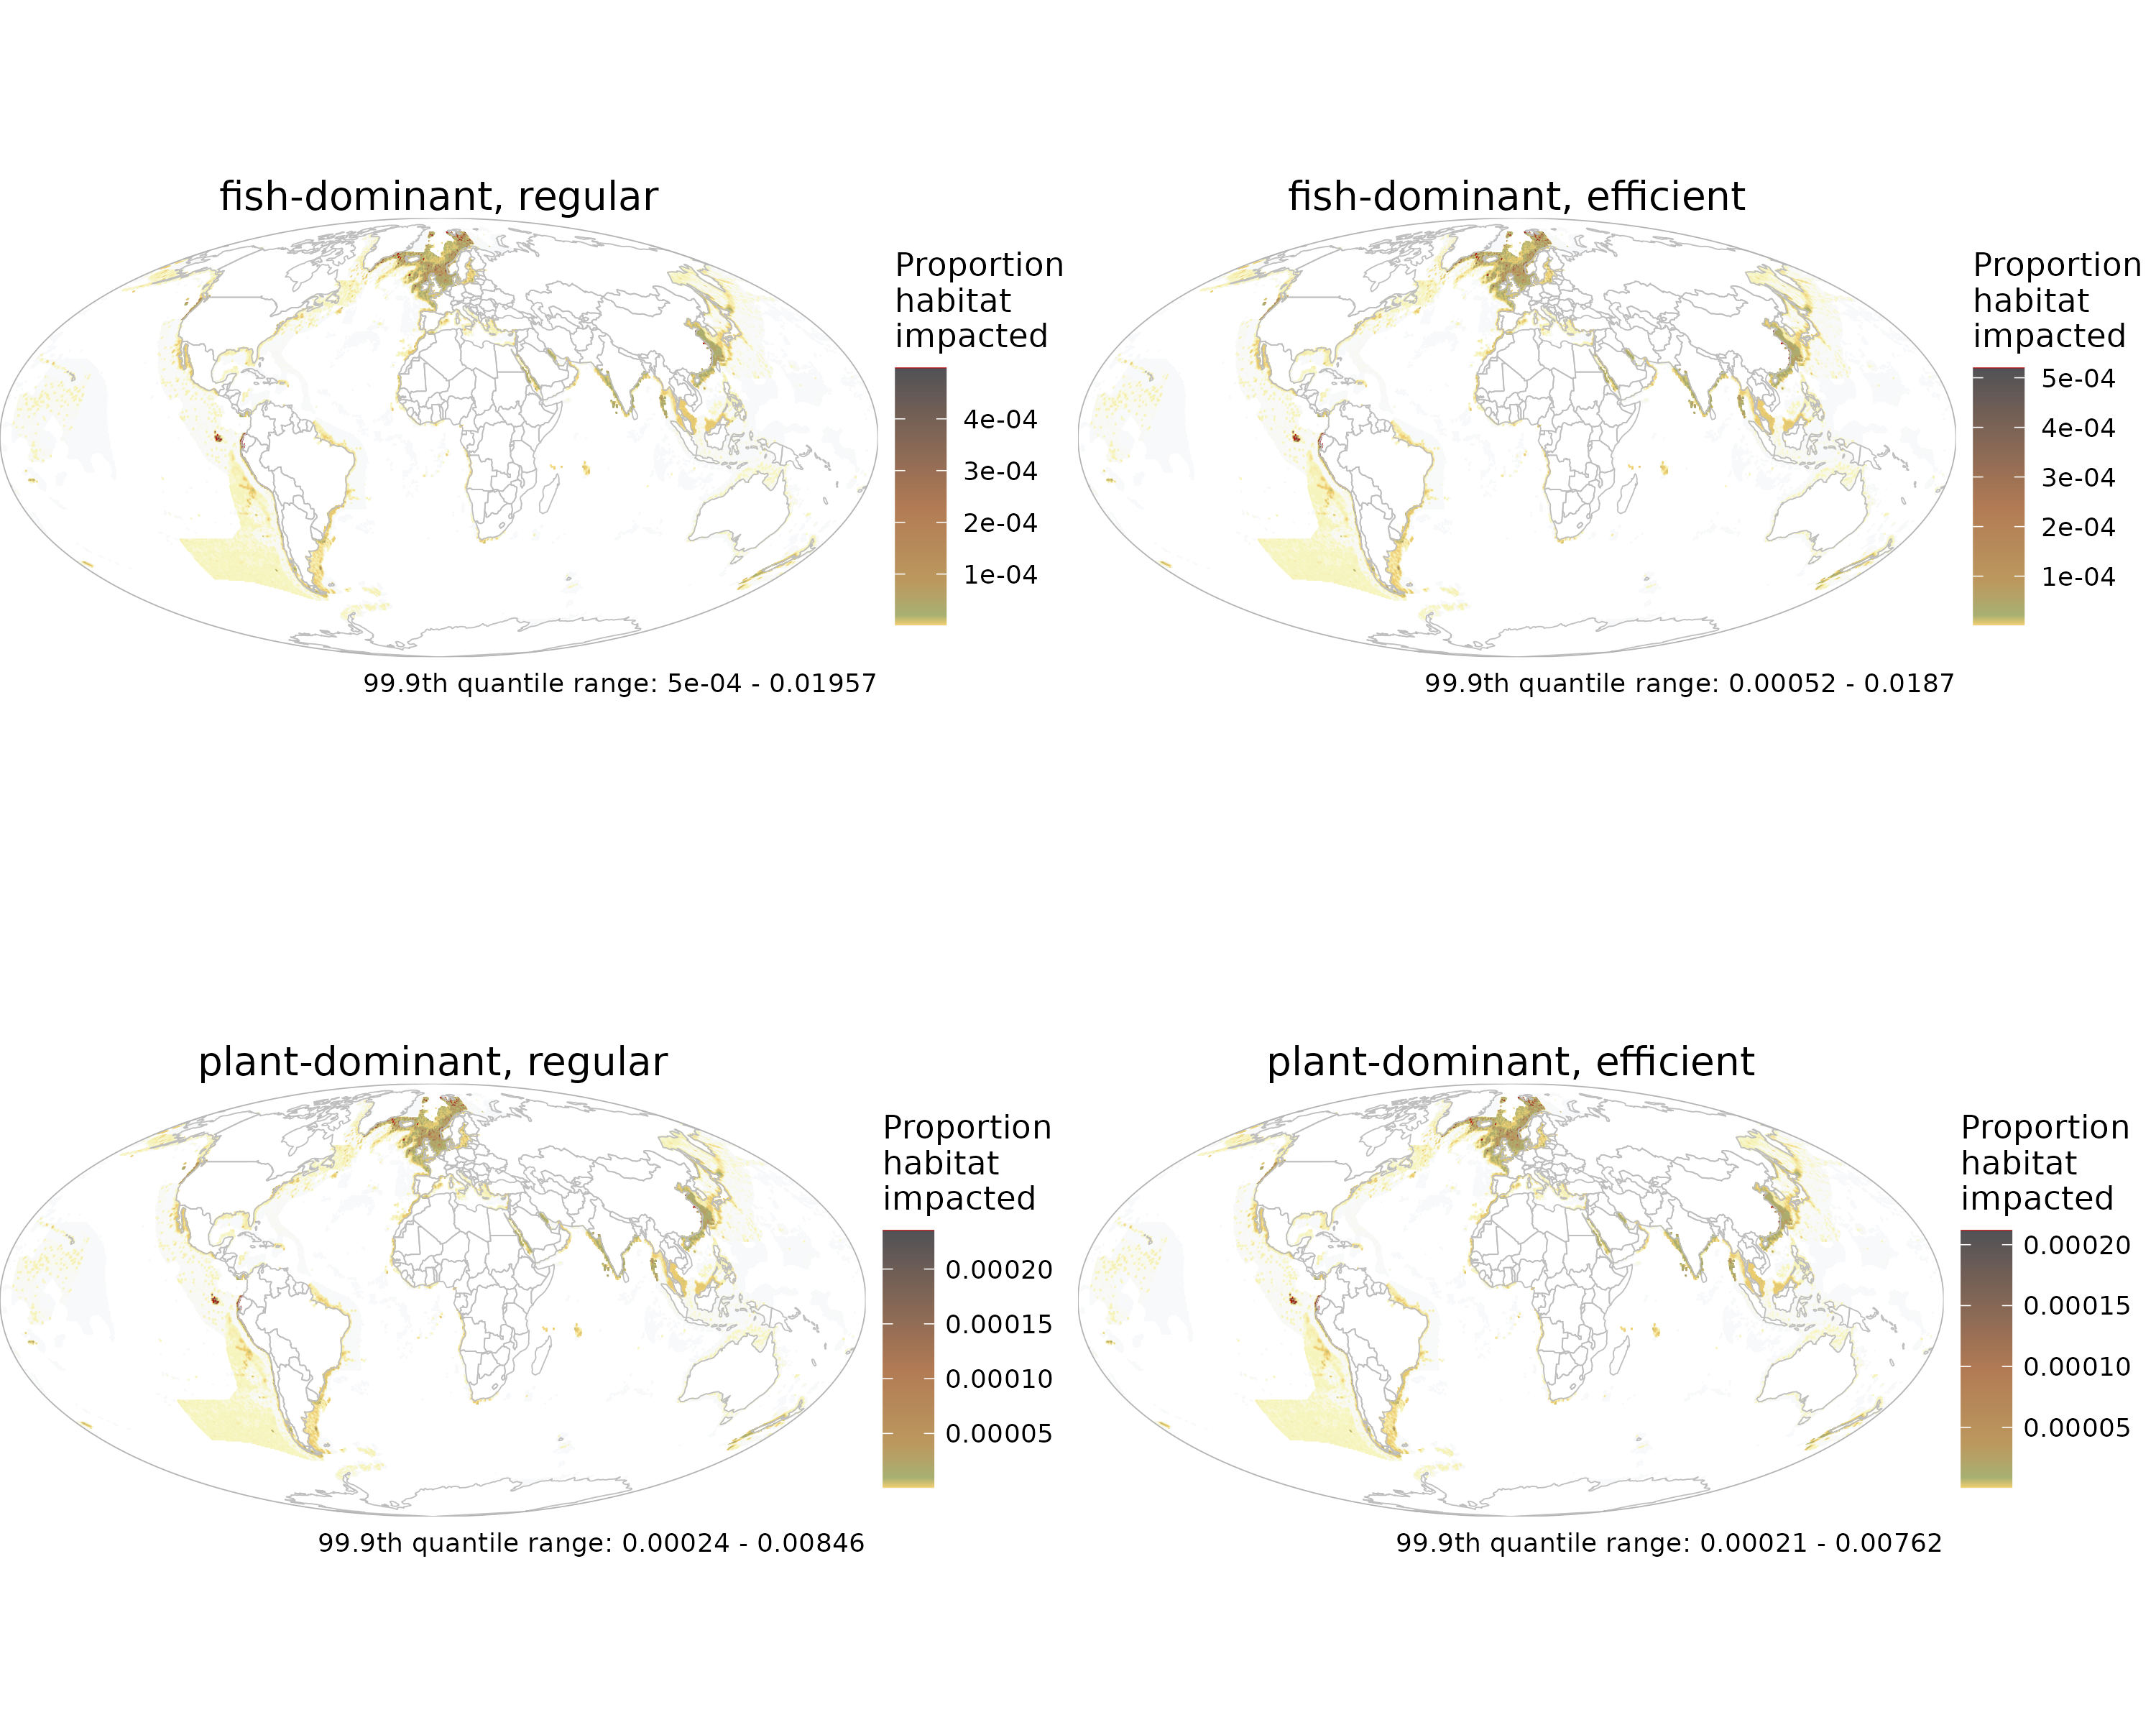 fish-dominant, regular
Proportion
habitat
impacted
4e-04
3e-04
2e-04
1e-04
99.9th quantile range: 5e-04 - 0.01957
fish-dominant, efficient
Proportion
habitat
impacted
5e-04
4e-04
3e-04
2e-04
1e-04
99.9th quantile range: 0.00052 - 0.0187
plant-dominant, regular
Proportion
habitat
impacted
0.00020
0.00015
0.00010
0.00005
99.9th quantile range: 0.00024 - 0.00846
plant-dominant, efficient
Proportion
habitat
impacted
0.00020
0.00015
0.00010
0.00005
99.9th quantile range: 0.00021 - 0.00762